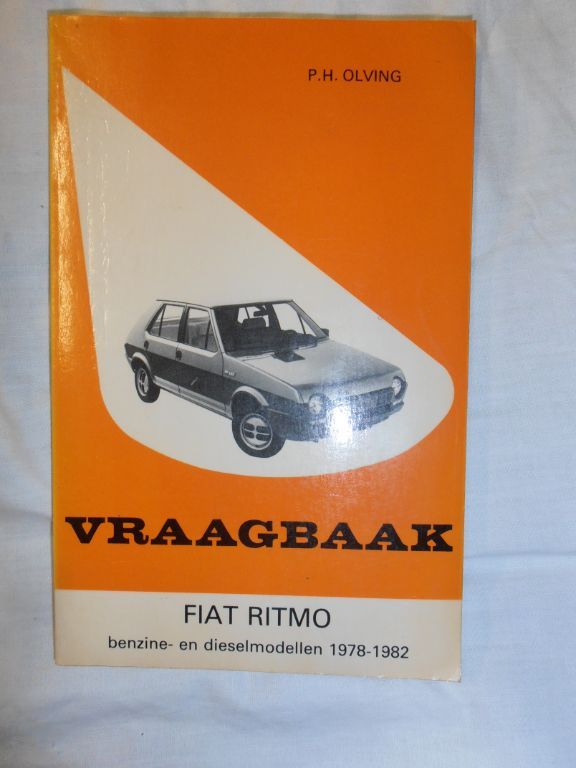 P.H. OLVING
VRAAGBAAK
FIAT RITMO
benzine- en dieselmodellen 1978-1982